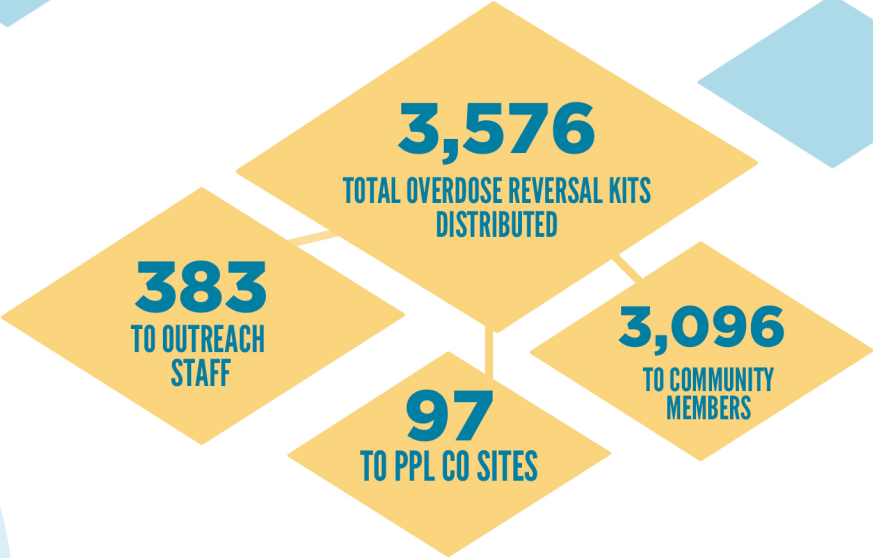 3,576
TOTAL OVERDOSE REVERSAL KITS
DISTRIBUTED
383
TO OUTREACH
STAFF
97
TO PPL CO SITES
3,096
TO COMMUNITY
MEMBERS